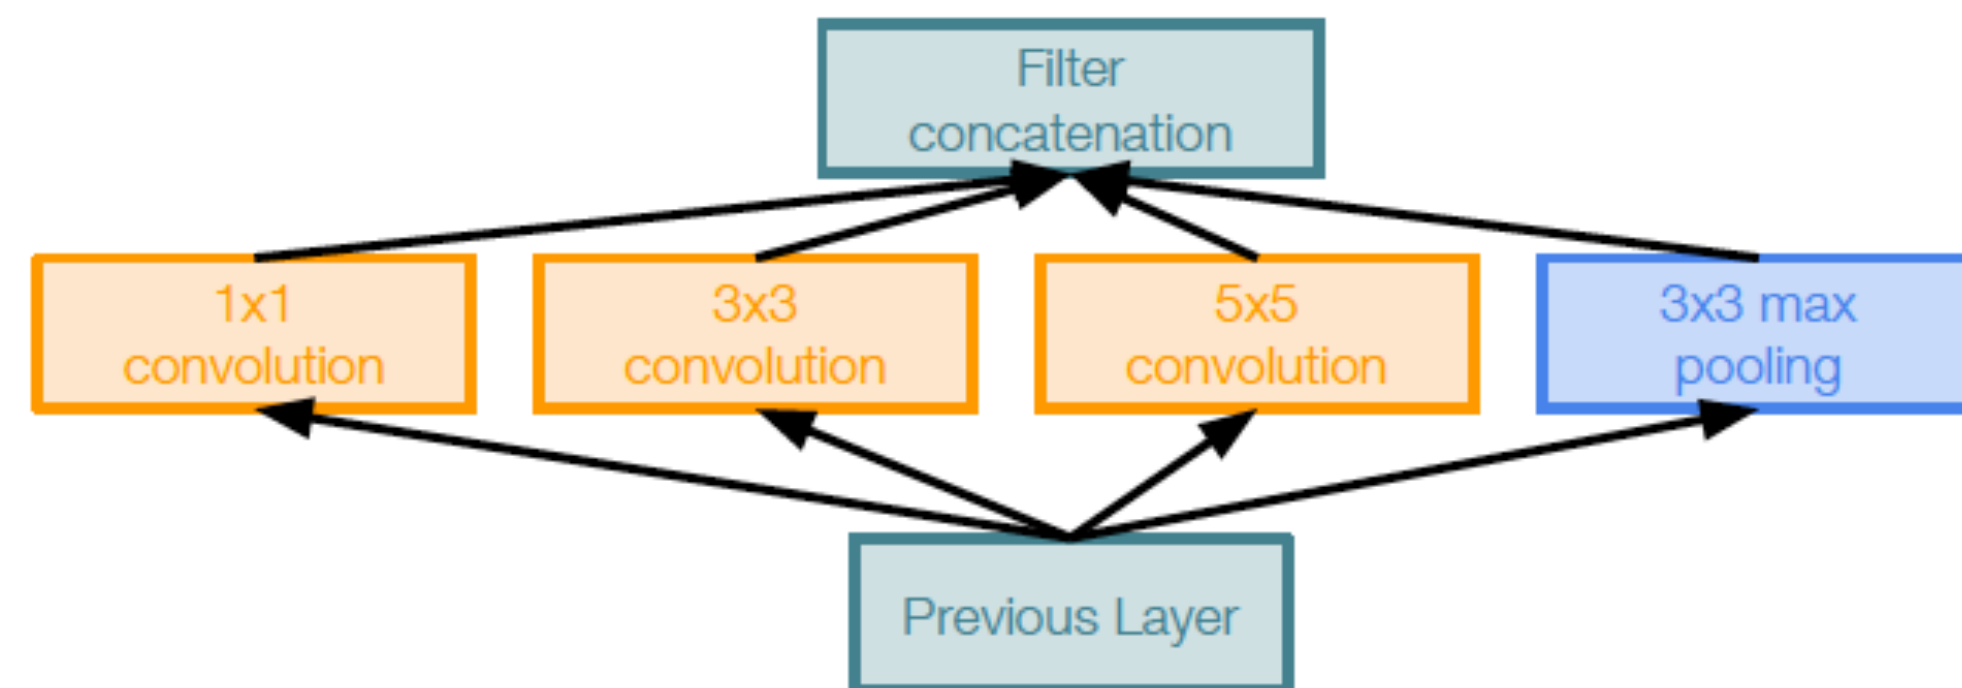 Filter
concatenation
1x1
convolution
3x3
convolution
5x5
convolution
3x3 max
pooling
Previous Layer